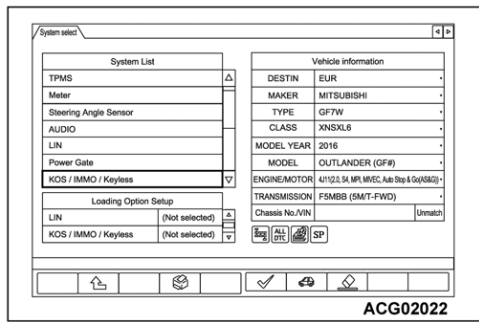 System select
System List
TPMS
Meter
Steering Angle Sensor
AUDIO
LIN
Power Gate
KOS / IMMO / Keyless
Loading Option Setup
LIN (Not selected)
KOS / IMMO / Keyless (Not selected)
Vehicle information
DESTIN EUR
MAKER MITSUBISHI
TYPE GF7W
CLASS XNSXL6
MODEL YEAR 2016
MODEL OUTLANDER (GF#)
ENGINE/MOTOR 4J11(2.0, S4, MPI, MIVEC, Auto Stop & Go(AS&G))
TRANSMISSION F5MBB (5M/T-FWD)
Chassis No./VIN Unmatch
ALL DTC SP
ACG02022